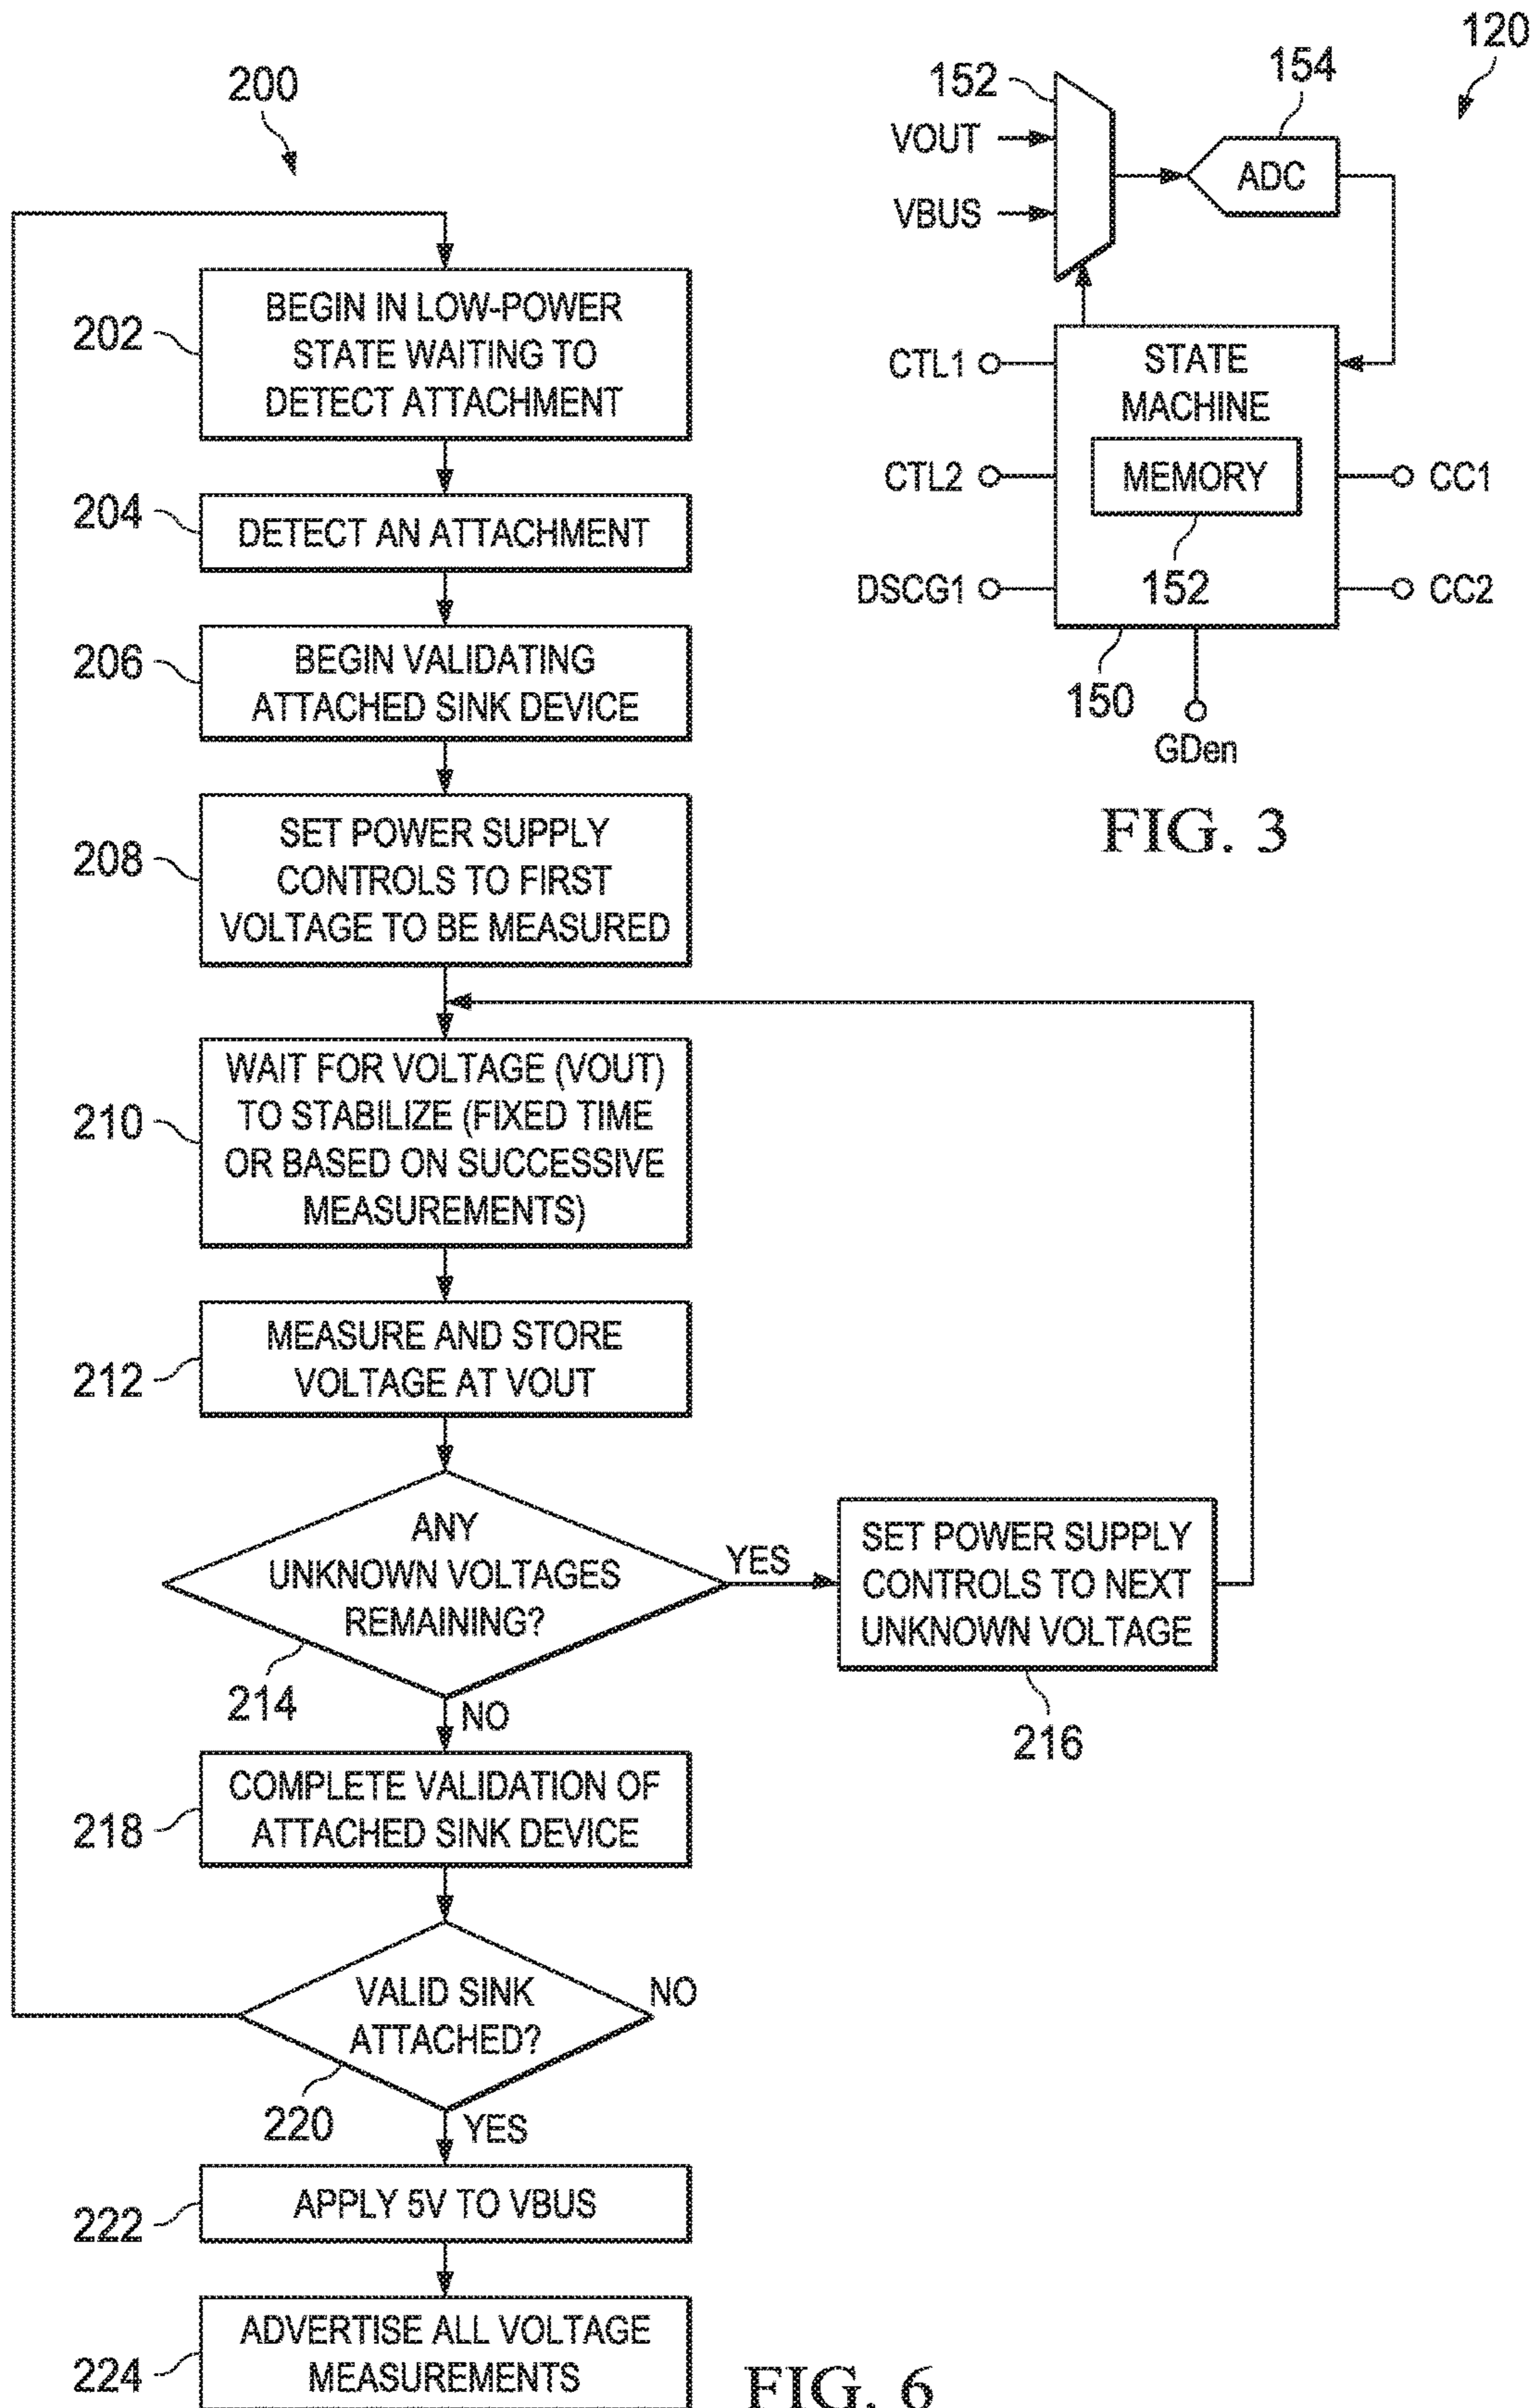 200
202
BEGIN IN LOW-POWER
STATE WAITING TO
DETECT ATTACHMENT
204
DETECT AN ATTACHMENT
206
BEGIN VALIDATING
ATTACHED SINK DEVICE
208
SET POWER SUPPLY
CONTROLS TO FIRST
VOLTAGE TO BE MEASURED
210
WAIT FOR VOLTAGE (VOUT)
TO STABILIZE (FIXED TIME
OR BASED ON SUCCESSIVE
MEASUREMENTS)
212
MEASURE AND STORE
VOLTAGE AT VOUT
ANY
UNKNOWN VOLTAGES
REMAINING?
214
YES
SET POWER SUPPLY
CONTROLS TO NEXT
UNKNOWN VOLTAGE
216
NO
218
COMPLETE VALIDATION OF
ATTACHED SINK DEVICE
VALID SINK
ATTACHED?
NO
220
YES
222
APPLY 5V TO VBUS
224
ADVERTISE ALL VOLTAGE
MEASUREMENTS
FIG. 6
120
152
154
VOUT
VBUS
ADC
CTL1
STATE
MACHINE
CTL2
MEMORY
CC1
DSCG1
152
CC2
150
GDen
FIG. 3